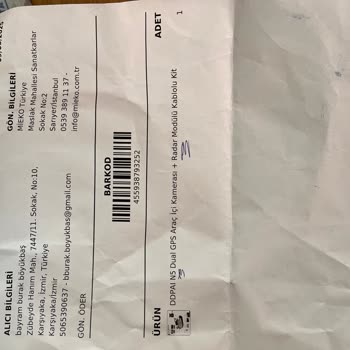 ALICI BİLGİLERİ
bayram burak böyükbaş
Zübeyde Hanım Mah., 7447/11. Sokak, No:10,
Karşıyaka, İzmir, Türkiye
Karşıyaka/İzmir
5065390637 - bburak.boyukbas@gmail.com
GÖN. ÖDER
GÖN. BİLGİLERİ
MIEKO Türkiye
Maslak Mahallesi Sanatkarlar
Sokak No:2
Sarıyer/İstanbul
0539 389 11 37 -
info@mieko.com.tr
BARKOD
455938793252
ÜRÜN
ADET
DDPAI N5 Dual GPS Araç İçi Kamerası + Radar Modülü Kablolu Kit
1